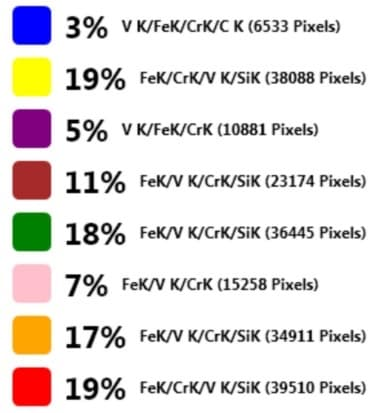 3% V K/FeK/CrK/C K (6533 Pixels)
19% FeK/CrK/V K/SiK (38088 Pixels)
5% V K/FeK/CrK (10881 Pixels)
11% FeK/V K/CrK/SiK (23174 Pixels)
18% FeK/V K/CrK/SiK (36445 Pixels)
7% FeK/V K/CrK (15258 Pixels)
17% FeK/V K/CrK/SiK (34911 Pixels)
19% FeK/CrK/V K/SiK (39510 Pixels)